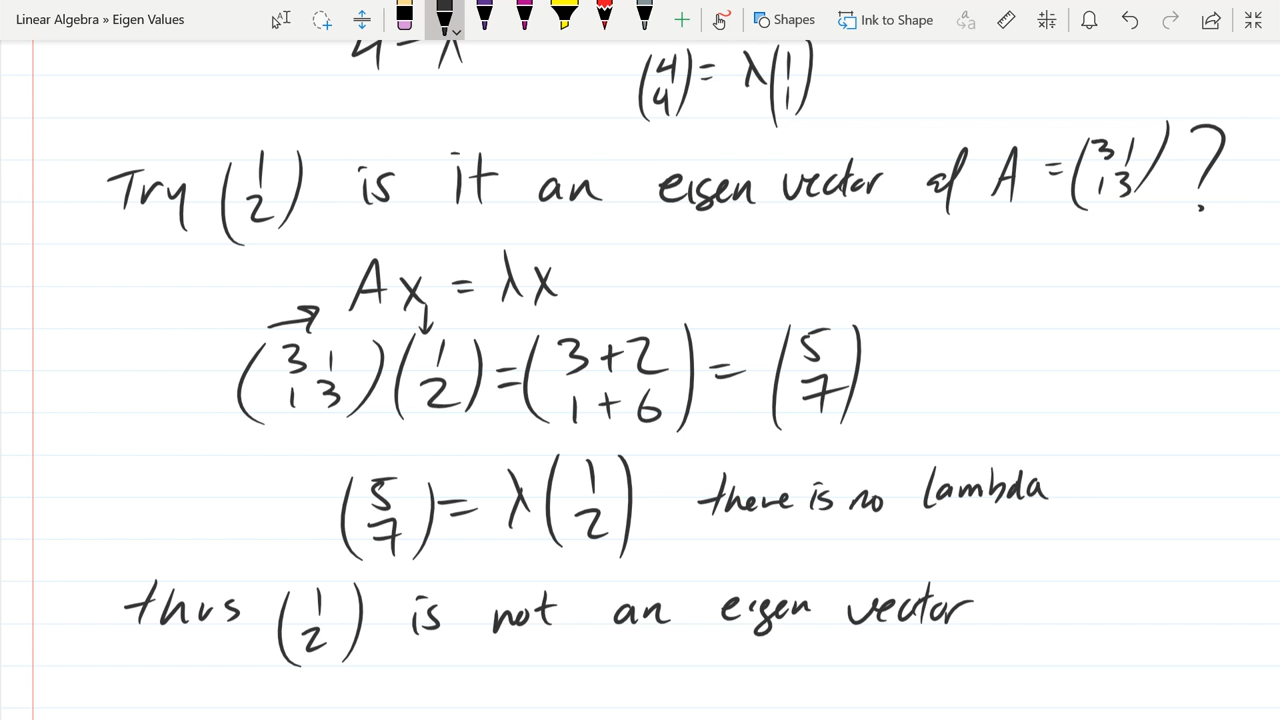 Linear Algebra » Eigen Values
Shapes
Ink to Shape
4 = λ
(4 4) = λ(1 1)
Try (1 2) is it an eigen vector of A = (3 1 1 3) ?
Ax = λx
(3 1 1 3)(1 2) = (3+2 1+6) = (5 7)
(5 7) = λ(1 2) there is no lambda
thus (1 2) is not an eigen vector